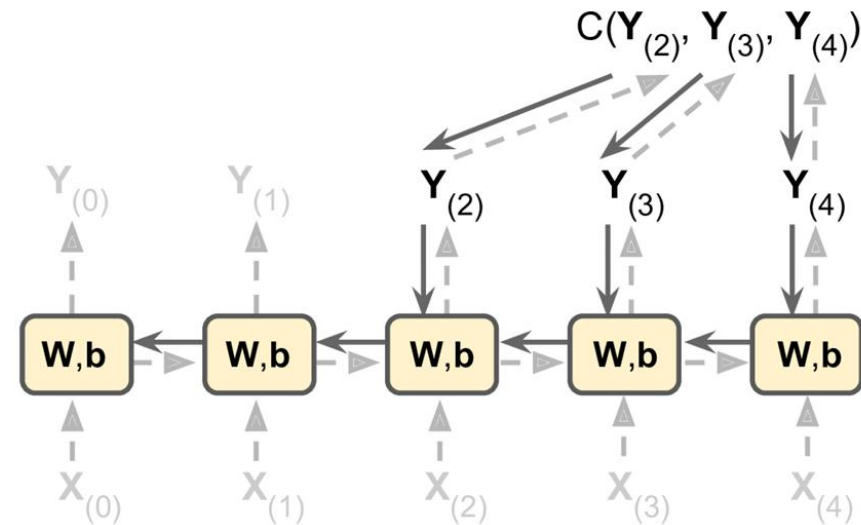 C(Y(2), Y(3), Y(4))
Y(0) Y(1) Y(2) Y(3) Y(4)
W,b W,b W,b W,b W,b
X(0) X(1) X(2) X(3) X(4)